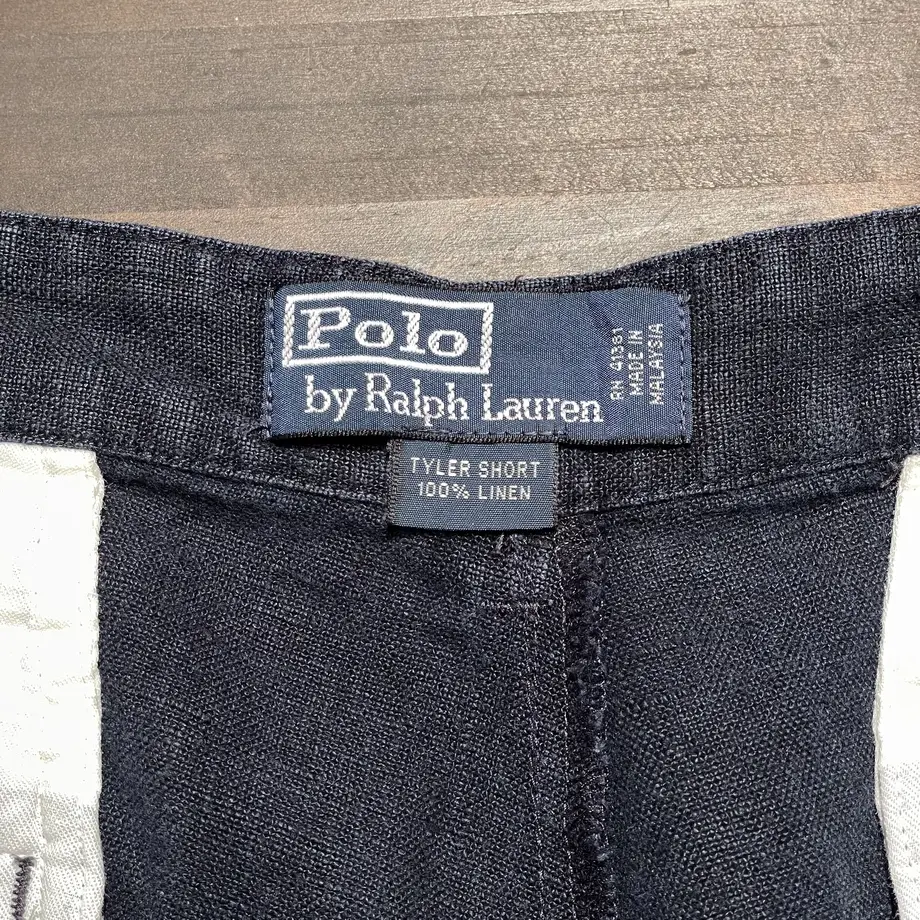 Polo
by Ralph Lauren
RN 41381
MADE IN
MALAYSIA
TYLER SHORT
100% LINEN